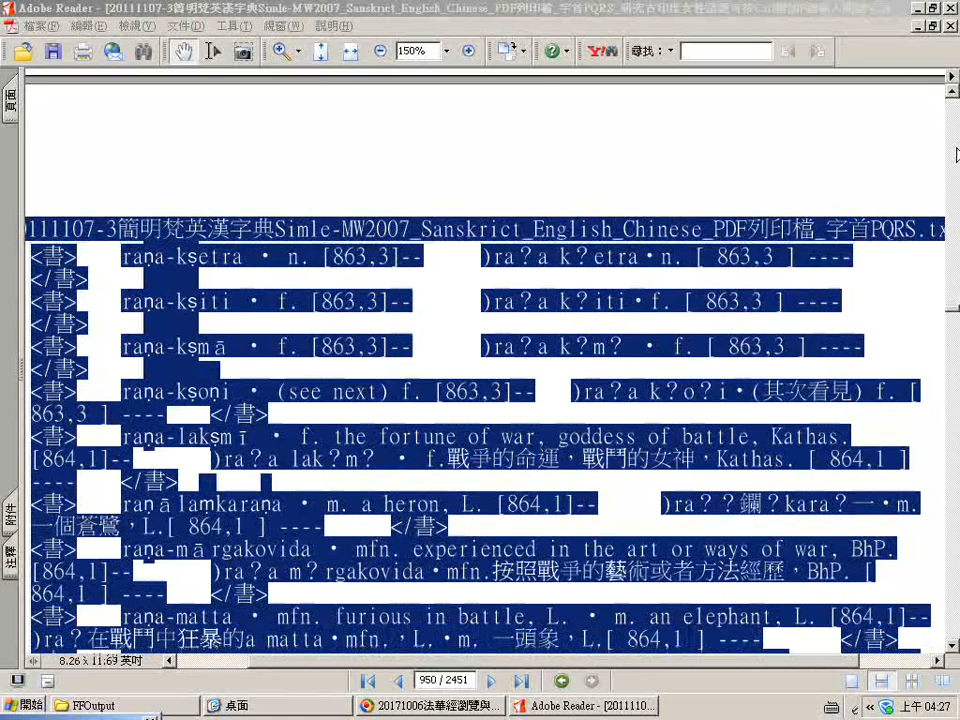 Adobe Reader - [20111107-3簡明梵英漢字典Simle-MW2007_Sanskrict_English_Chinese_PDF列印檔_字首PQRS
檔案(F) 編輯(E) 檢視(V) 文件(D) 工具(T) 視窗(W) 說明(H)
150% Y! 尋找:
頁面
附件
註釋
111107-3簡明梵英漢字典Simle-MW2007_Sanskrict_English_Chinese_PDF列印檔_字首PQRS.tx
<書> raṇa-kṣetra • n. [863,3]-- )ra?a k?etra•n. [ 863,3 ] ----
</書>
<書> raṇa-kṣiti • f. [863,3]-- )ra?a k?iti•f. [ 863,3 ] ----
</書>
<書> raṇa-kṣmā • f. [863,3]-- )ra?a k?m? • f. [ 863,3 ] ----
</書>
<書> raṇa-kṣoṇi • (see next) f. [863,3]-- )ra?a k?o?i•(其次看見) f. [
863,3 ] ---- </書>
<書> raṇa-lakṣmī • f. the fortune of war, goddess of battle, Kathas.
[864,1]-- )ra?a lak?m? • f.戰爭的命運，戰鬥的女神，Kathas. [ 864,1 ]
---- </書>
<書> raṇālaṃkaraṇa • m. a heron, L. [864,1]-- )ra??鑭?kara?一•m.
一個蒼鷺，L.[ 864,1 ] ---- </書>
<書> raṇa-mārgakovida • mfn. experienced in the art or ways of war, BhP.
[864,1]-- )ra?a m?rgakovida•mfn.按照戰爭的藝術或者方法經歷，BhP. [
864,1 ] ---- </書>
<書> raṇa-matta • mfn. furious in battle, L. • m. an elephant, L. [864,1]--
)ra?在戰鬥中狂暴的a matta•mfn.，L.•m. 一頭象，L.[ 864,1 ] ---- </書>
8.26 x 11.69 英吋
950 / 2451
開始 FFOutput 桌面 20171006法華經瀏覽與... Adobe Reader - [2011110... 上午 04:27